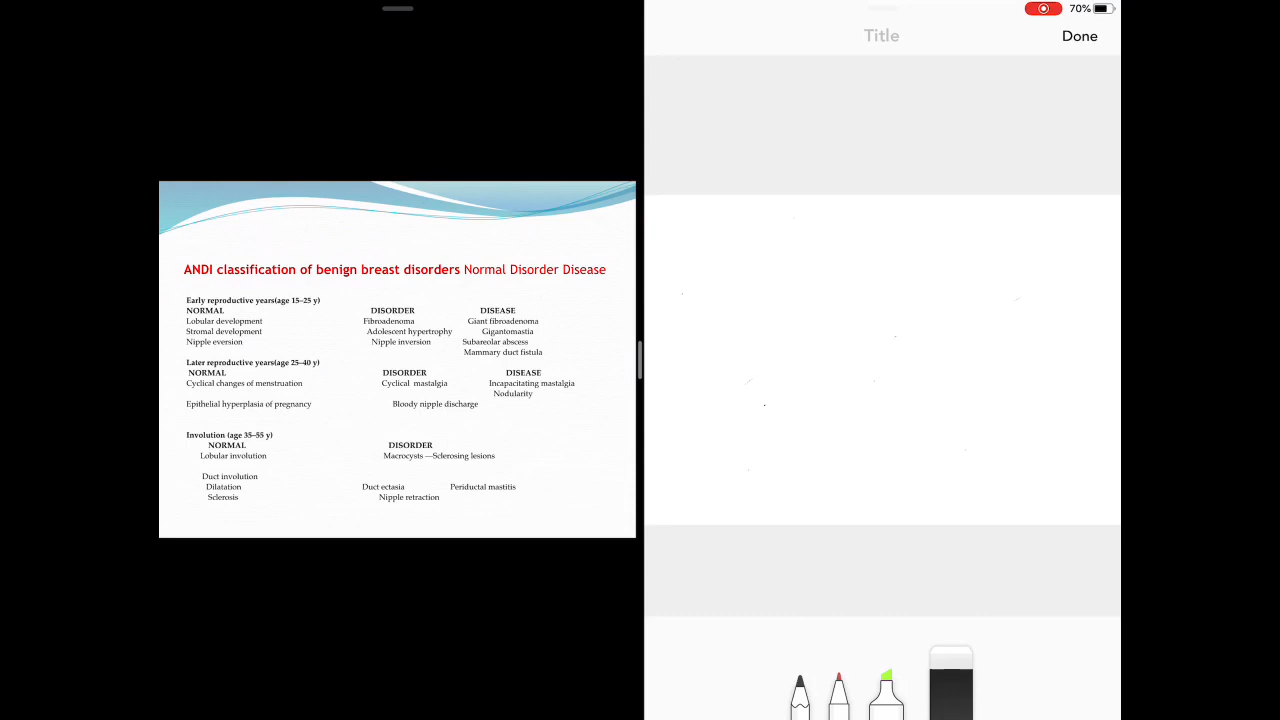 70%
Title
Done
ANDI classification of benign breast disorders Normal Disorder Disease
Early reproductive years(age 15–25 y)
NORMAL DISORDER DISEASE
Lobular development Fibroadenoma Giant fibroadenoma
Stromal development Adolescent hypertrophy Gigantomastia
Nipple eversion Nipple inversion Subareolar abscess
Mammary duct fistula
Later reproductive years(age 25–40 y)
NORMAL DISORDER DISEASE
Cyclical changes of menstruation Cyclical mastalgia Incapacitating mastalgia
Nodularity
Epithelial hyperplasia of pregnancy Bloody nipple discharge
Involution (age 35–55 y)
NORMAL DISORDER
Lobular involution Macrocysts —Sclerosing lesions
Duct involution
Dilatation Duct ectasia Periductal mastitis
Sclerosis Nipple retraction